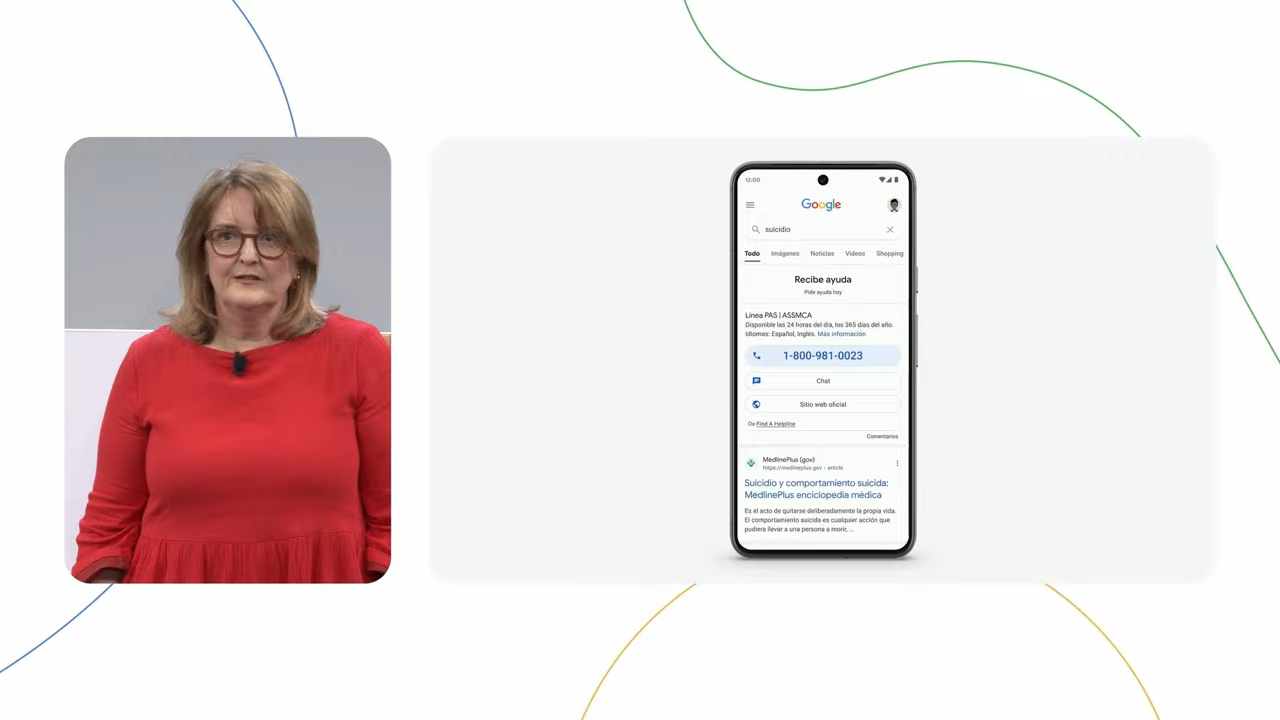 12:00
Google
suicidio
Todo Imágenes Noticias Videos Shopping
Recibe ayuda
Pide ayuda hoy
Línea PAS | ASSMCA
Disponible las 24 horas del día, los 365 días del año.
Idiomas: Español, Inglés. Más información
1-800-981-0023
Chat
Sitio web oficial
De Find A Helpline
Comentarios
MedlinePlus (gov)
https://medlineplus.gov › article
Suicidio y comportamiento suicida:
MedlinePlus enciclopedia médica
Es el acto de quitarse deliberadamente la propia vida.
El comportamiento suicida es cualquier acción que
pudiera llevar a una persona a morir, ...